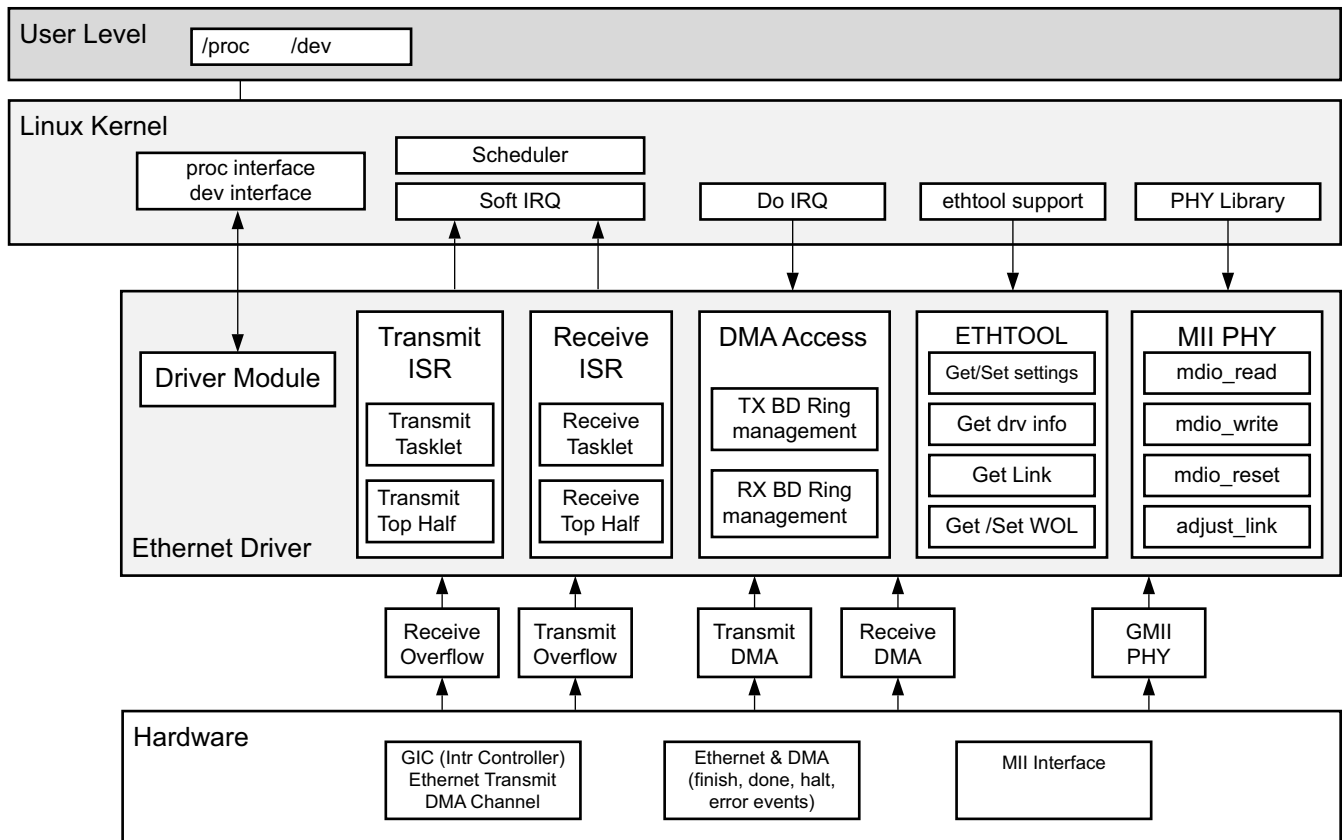 User Level
/proc /dev
Linux Kernel
proc interface
dev interface
Scheduler
Soft IRQ
Do IRQ
ethtool support
PHY Library
Ethernet Driver
Driver Module
Transmit
ISR
Transmit
Tasklet
Transmit
Top Half
Receive
ISR
Receive
Tasklet
Receive
Top Half
DMA Access
TX BD Ring
management
RX BD Ring
management
ETHTOOL
Get/Set settings
Get drv info
Get Link
Get /Set WOL
MII PHY
mdio_read
mdio_write
mdio_reset
adjust_link
Receive
Overflow
Transmit
Overflow
Transmit
DMA
Receive
DMA
GMII
PHY
Hardware
GIC (Intr Controller)
Ethernet Transmit
DMA Channel
Ethernet & DMA
(finish, done, halt,
error events)
MII Interface